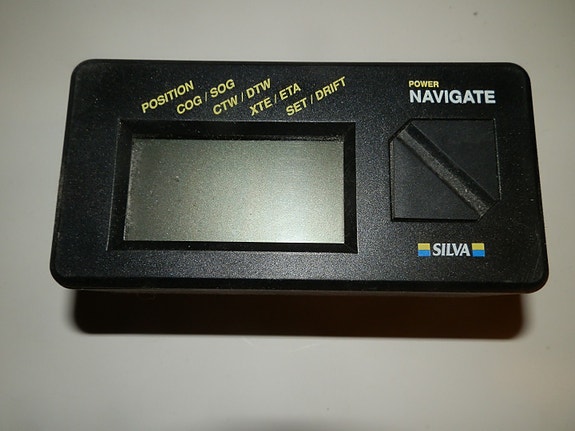 POSITION
COG / SOG
CTW / DTW
XTE / ETA
SET / DRIFT
POWER
NAVIGATE
SILVA